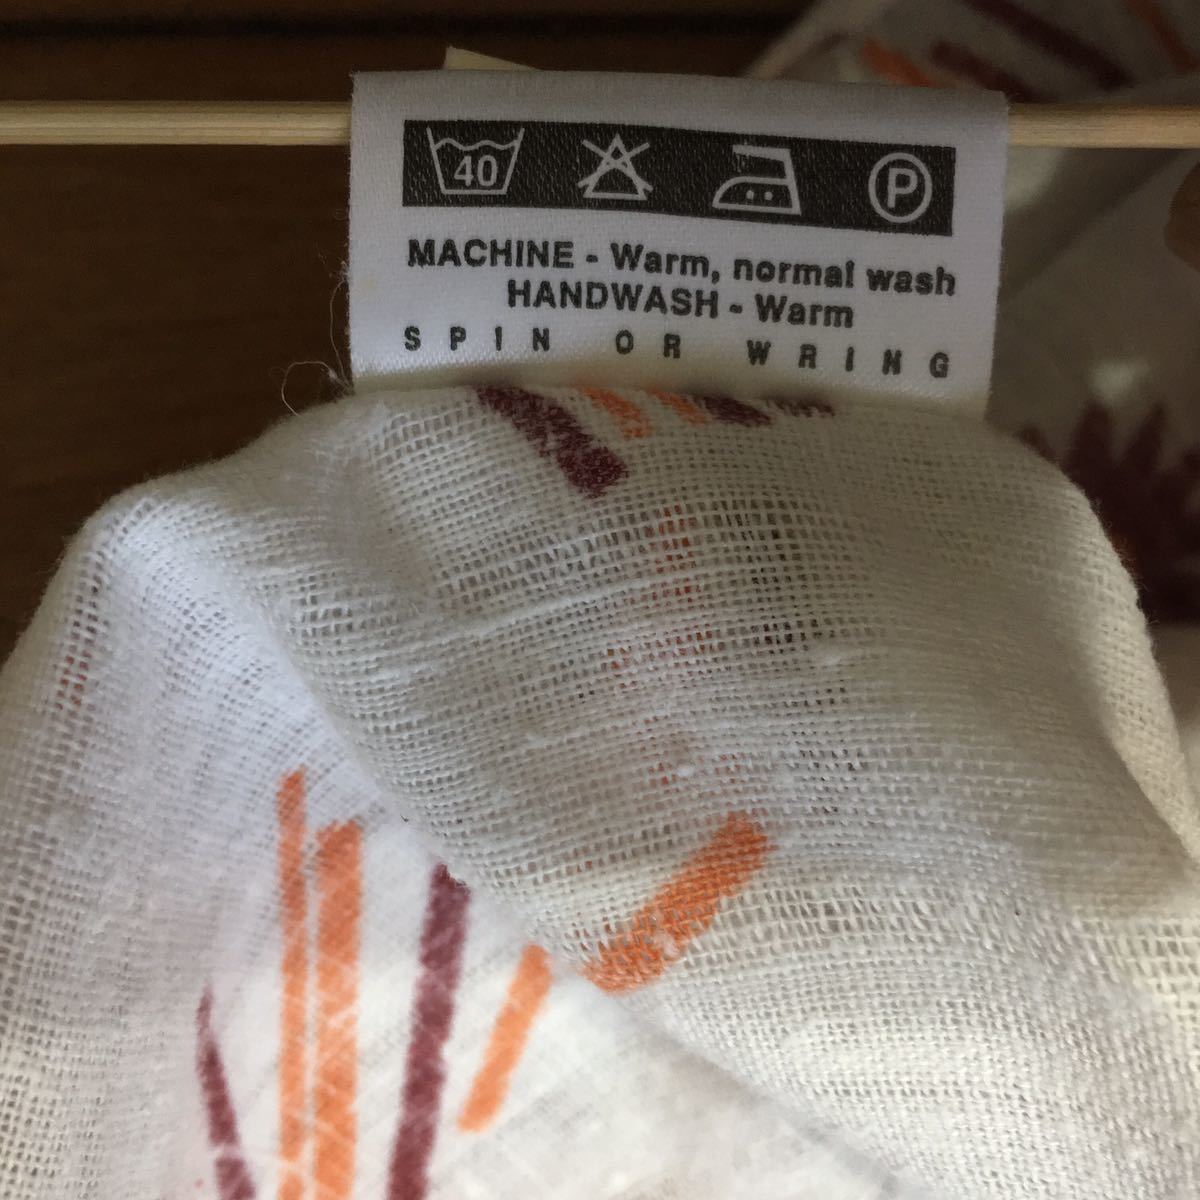 40 P
MACHINE - Warm, normal wash
HANDWASH - Warm
SPIN OR WRING